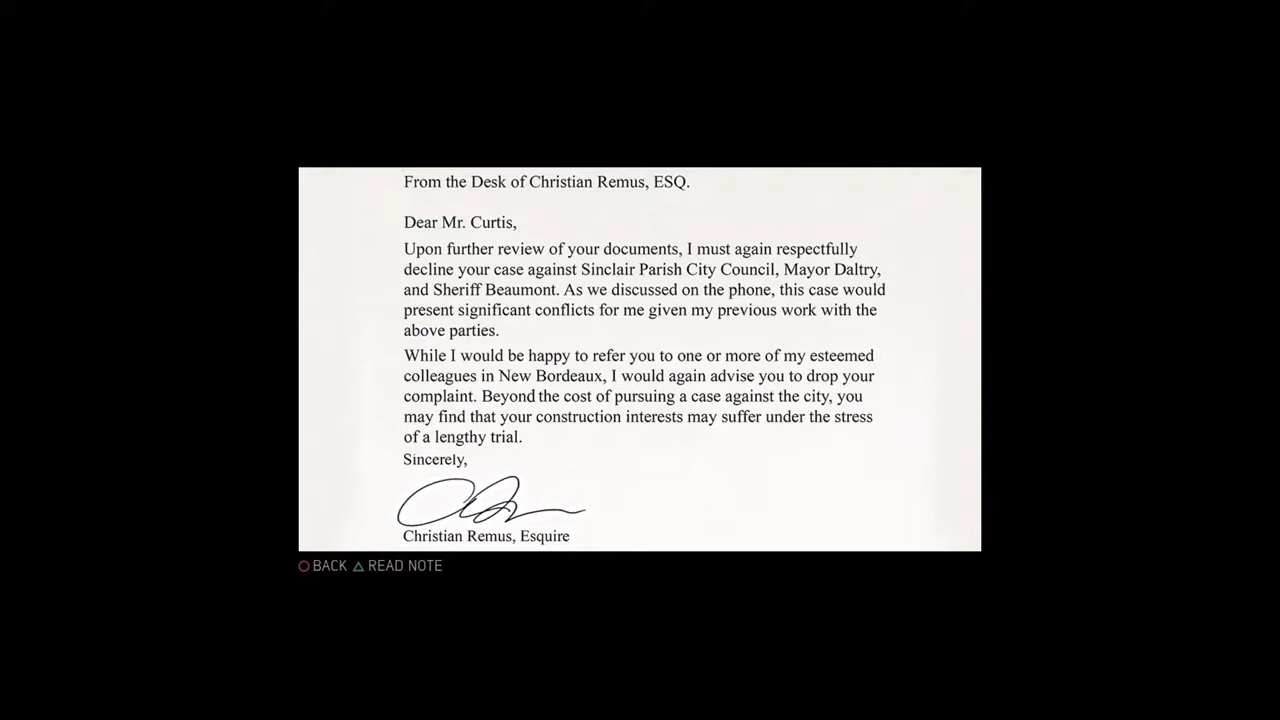 From the Desk of Christian Remus, ESQ.
Dear Mr. Curtis,
Upon further review of your documents, I must again respectfully
decline your case against Sinclair Parish City Council, Mayor Daltry,
and Sheriff Beaumont. As we discussed on the phone, this case would
present significant conflicts for me given my previous work with the
above parties.
While I would be happy to refer you to one or more of my esteemed
colleagues in New Bordeaux, I would again advise you to drop your
complaint. Beyond the cost of pursuing a case against the city, you
may find that your construction interests may suffer under the stress
of a lengthy trial.
Sincerely,
Christian Remus, Esquire
BACK READ NOTE